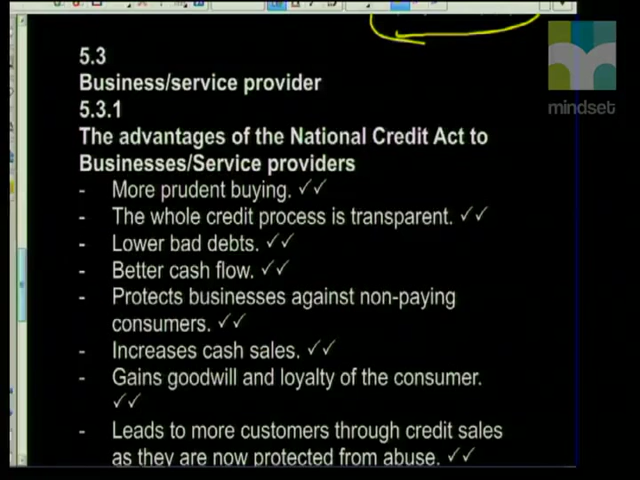 5.3
Business/service provider
5.3.1
The advantages of the National Credit Act to
Businesses/Service providers
- More prudent buying. ✓✓
- The whole credit process is transparent. ✓✓
- Lower bad debts. ✓✓
- Better cash flow. ✓✓
- Protects businesses against non-paying
consumers. ✓✓
- Increases cash sales. ✓✓
- Gains goodwill and loyalty of the consumer.
✓✓
- Leads to more customers through credit sales
as they are now protected from abuse. ✓✓
mindset